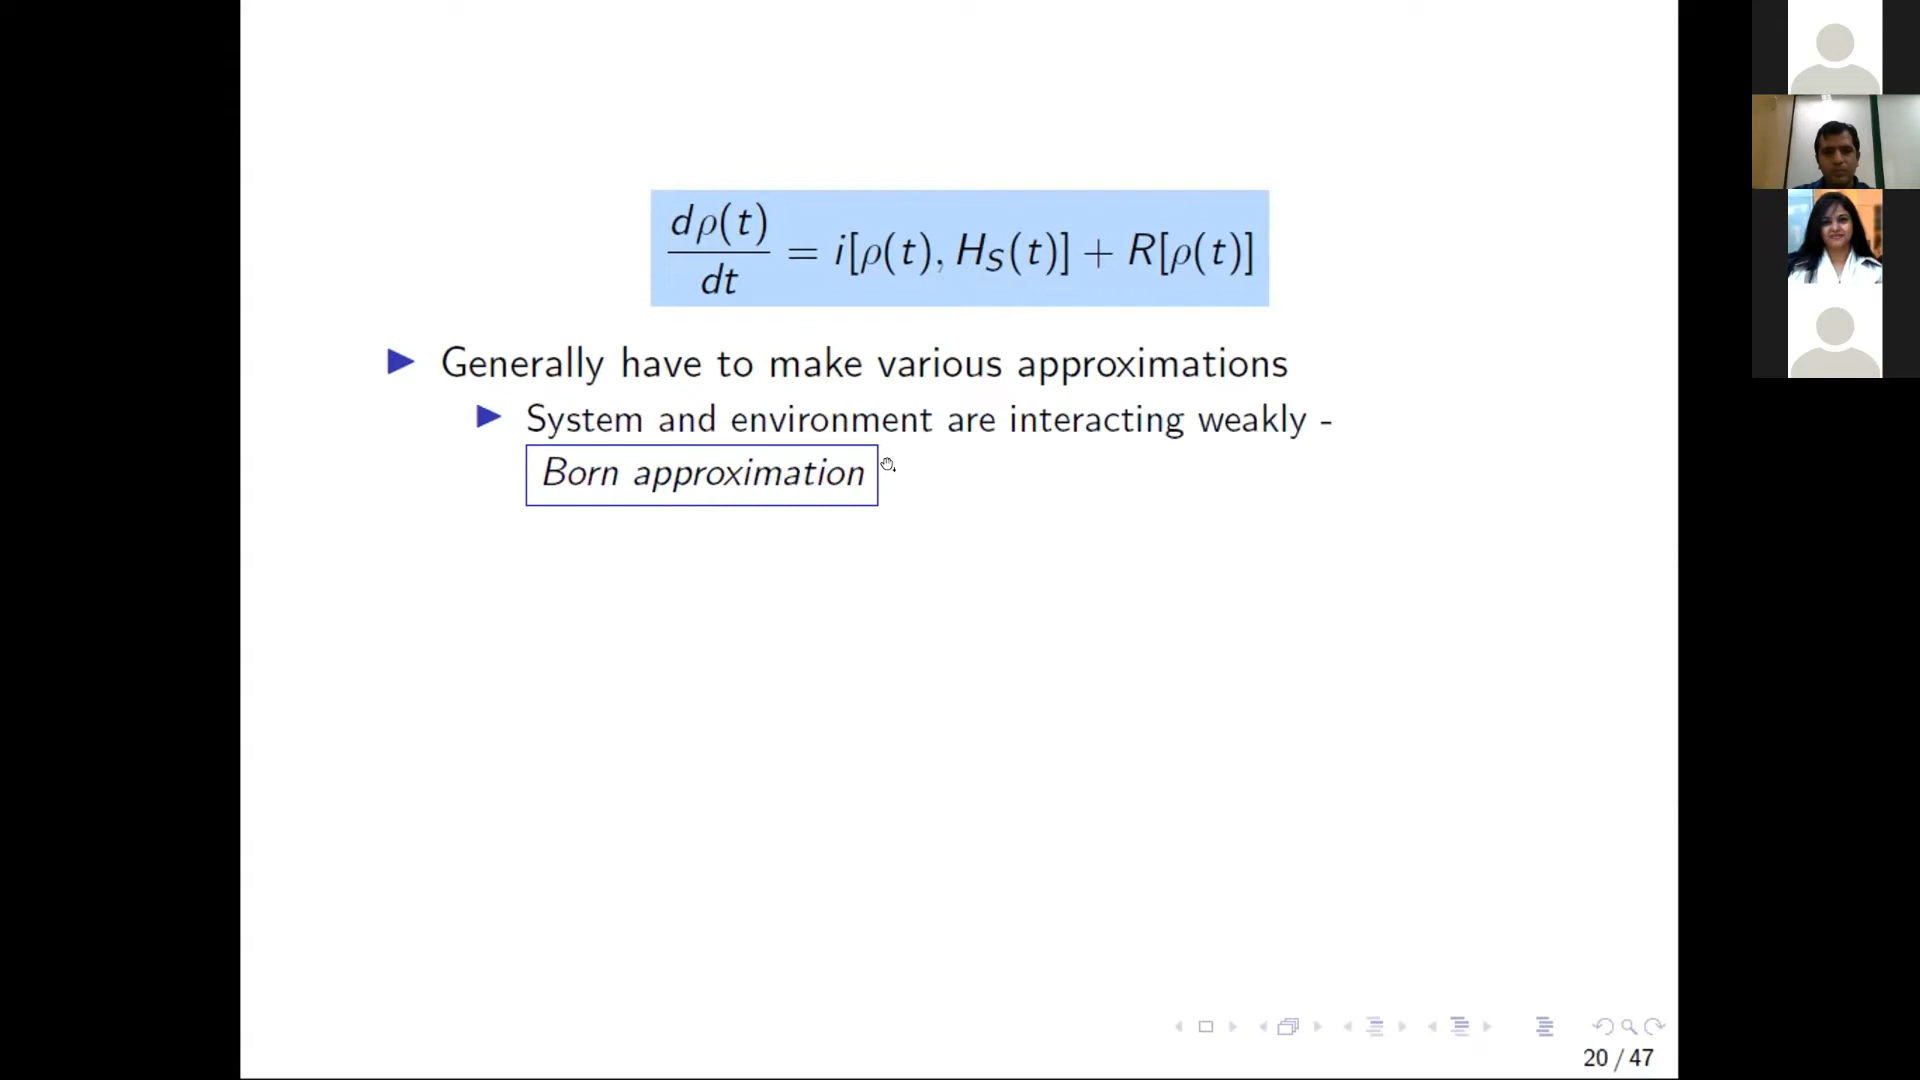 dρ(t)/dt = i[ρ(t), H_S(t)] + R[ρ(t)]
Generally have to make various approximations
System and environment are interacting weakly -
Born approximation
20 / 47